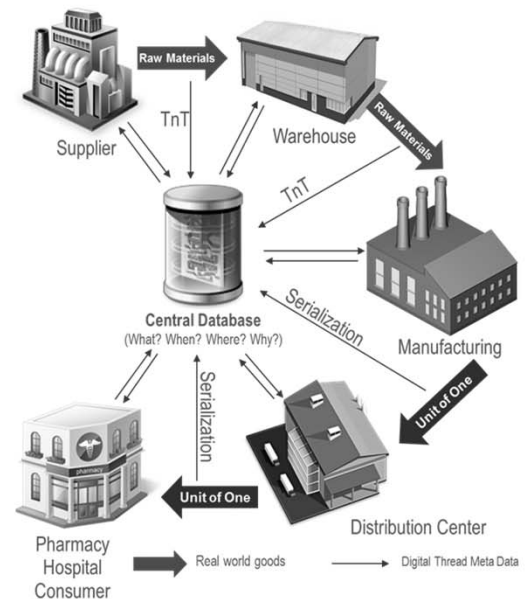 Raw Materials
TnT
Supplier
Warehouse
Raw Materials
TnT
Central Database
(What? When? Where? Why?)
Serialization
Manufacturing
Serialization
Unit of One
pharmacy
Unit of One
Distribution Center
Pharmacy
Hospital
Consumer
Real world goods
Digital Thread Meta Data